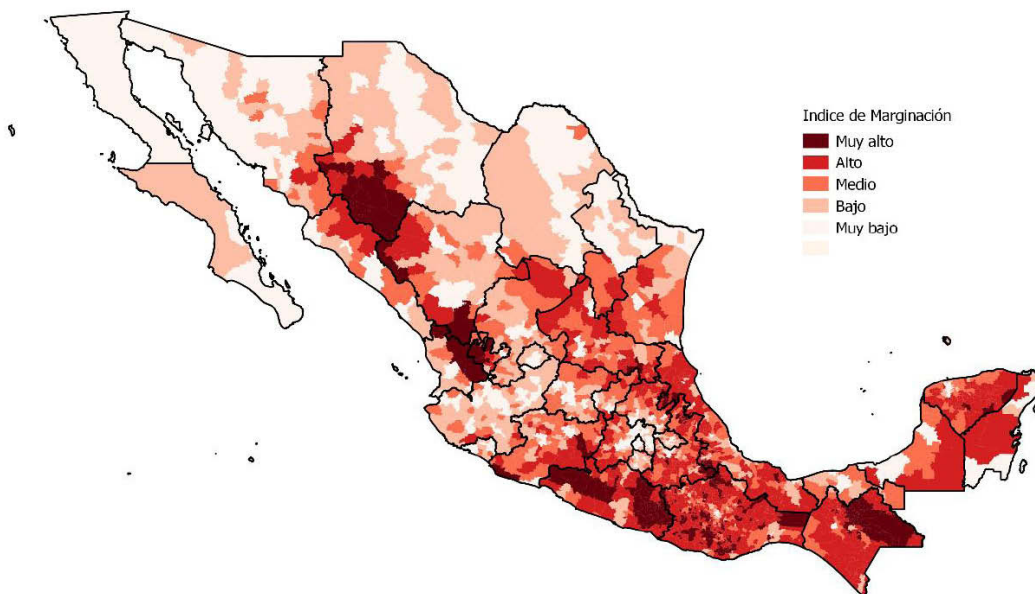 Indice de Marginación
Muy alto
Alto
Medio
Bajo
Muy bajo